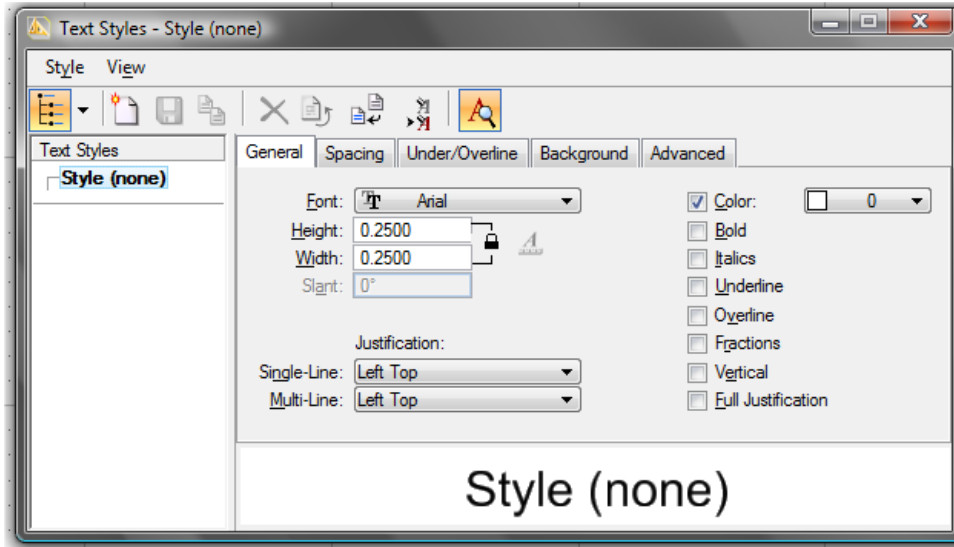 Text Styles - Style (none)
Style View
Text Styles
Style (none)
General Spacing Under/Overline Background Advanced
Font: Arial
Height: 0.2500
Width: 0.2500
Slant: 0°
Justification:
Single-Line: Left Top
Multi-Line: Left Top
Color: 0
Bold
Italics
Underline
Overline
Fractions
Vertical
Full Justification
Style (none)